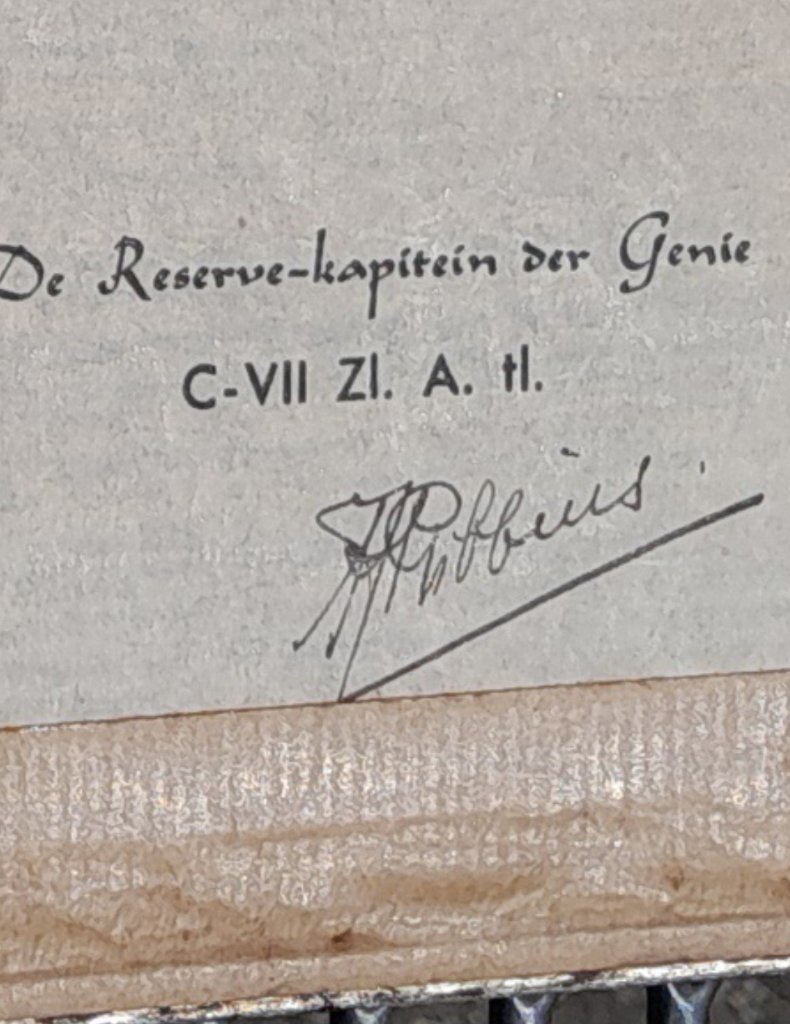 De Reserve-kapitein der Genie
C-VII Zl. A. tl.